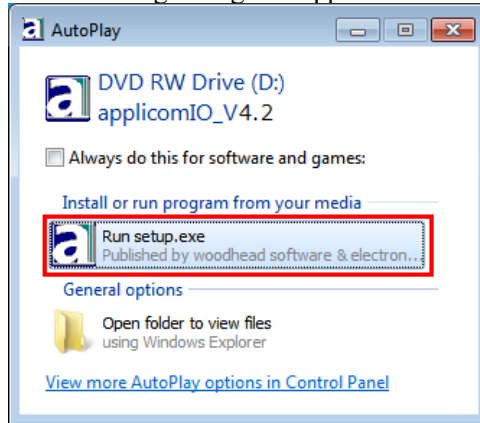 AutoPlay
DVD RW Drive (D:)
applicomIO_V4.2
Always do this for software and games:
Install or run program from your media
Run setup.exe
Published by woodhead software & electron...
General options
Open folder to view files
using Windows Explorer
View more AutoPlay options in Control Panel